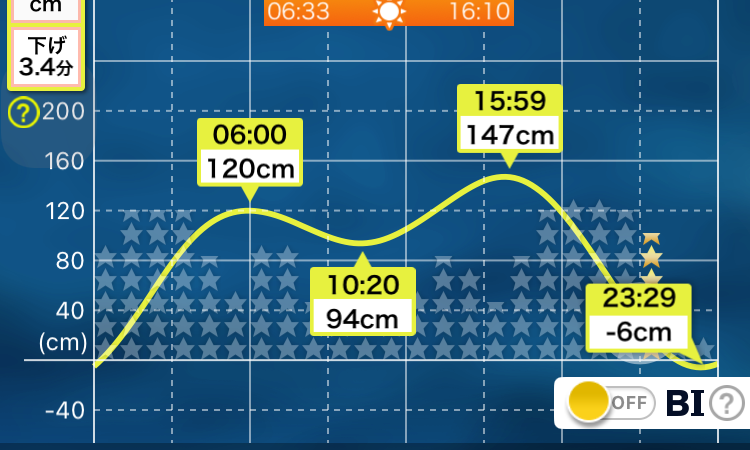 cm
06:33 16:10
下げ
3.4分
?
200
160
120
80
40
(cm)
-40
15:59
147cm
06:00
120cm
10:20
94cm
23:29
-6cm
OFF BI ?